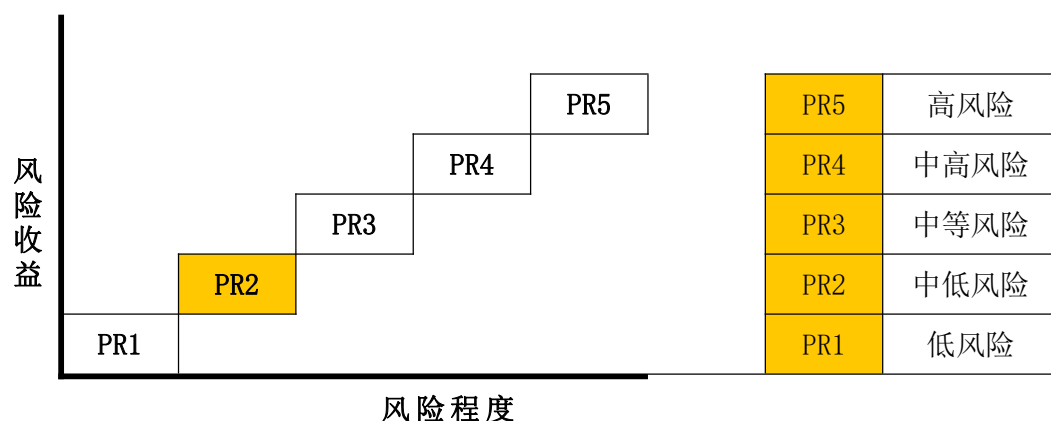 PR5
PR5 高风险
PR4
PR4 中高风险
PR3
PR3 中等风险
PR2
PR2 中低风险
PR1
PR1 低风险
风险收益
风险程度